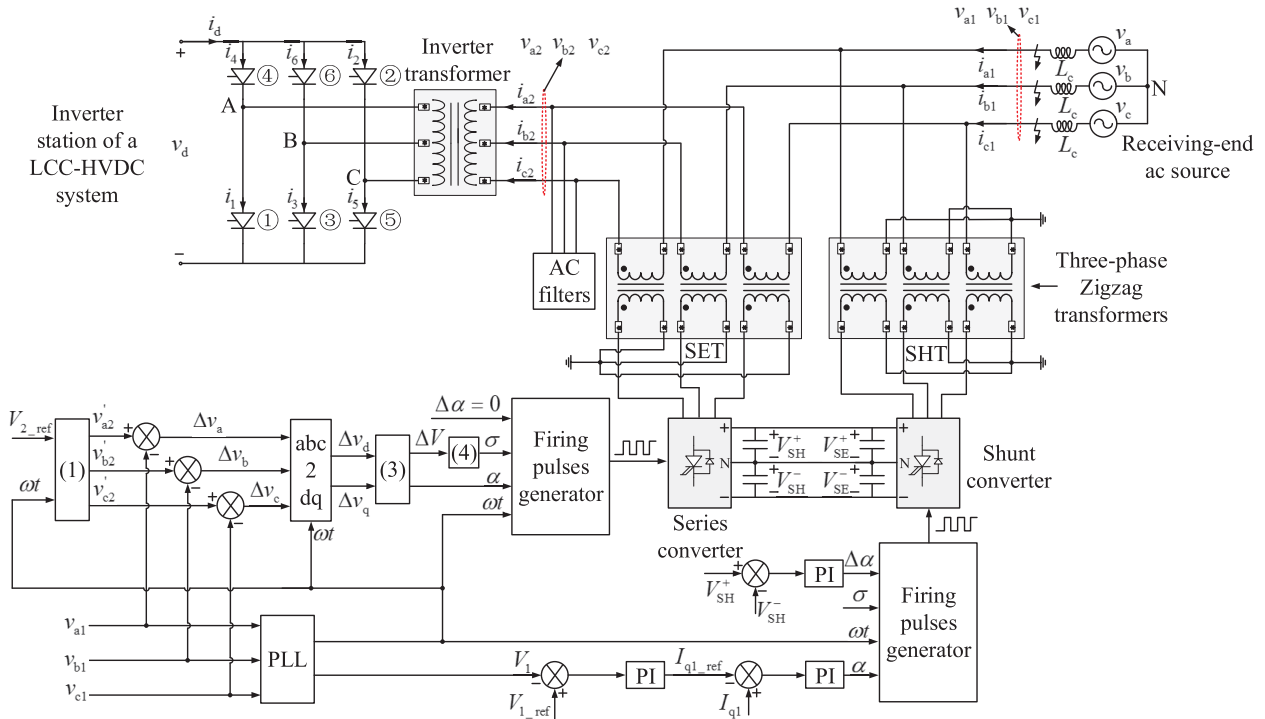 +
i_d
i_4
i_6
i_2
④
⑥
②
A
B
C
Inverter
station of a
LCC-HVDC
system
v_d
i_1
i_3
i_5
①
③
⑤
−
Inverter
transformer
v_a2 v_b2 v_c2
i_a2
i_b2
i_c2
AC
filters
v_a1 v_b1 v_c1
i_a1
i_b1
i_c1
L_c
L_c
L_c
v_a
v_b
v_c
N
Receiving-end
ac source
Three-phase
Zigzag
transformers
SET
SHT
V_2_ref
ωt
(1)
v'_a2
v'_b2
v'_c2
+
−
+
−
+
−
Δv_a
Δv_b
Δv_c
abc
2
dq
ωt
Δv_d
Δv_q
(3)
ΔV
(4)
σ
α
ωt
Δα = 0
Firing
pulses
generator
Series
converter
+
N
−
+ V_SH^+ −
+ V_SH^- −
V_SE^+ + −
V_SE^- + −
+
N
−
Shunt
converter
V_SH^+
+
−
V_SH^-
PI
Δα
σ
ωt
α
Firing
pulses
generator
v_a1
v_b1
v_c1
PLL
V_1
−
+
V_1_ref
PI
I_q1_ref
−
+
I_q1
PI